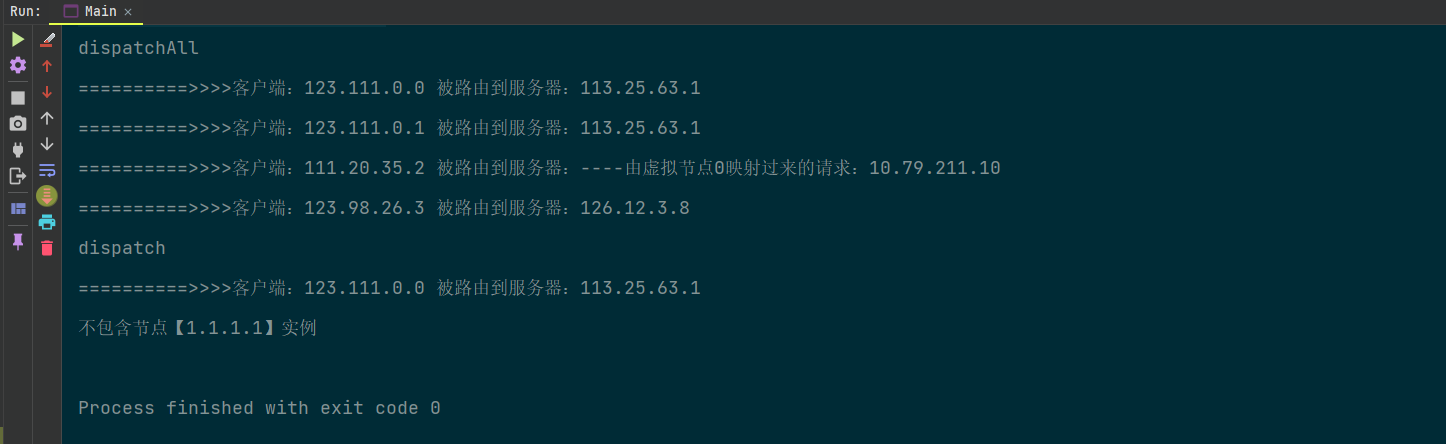 Run: Main ×
dispatchAll
==========>>>>客户端：123.111.0.0 被路由到服务器：113.25.63.1
==========>>>>客户端：123.111.0.1 被路由到服务器：113.25.63.1
==========>>>>客户端：111.20.35.2 被路由到服务器：----由虚拟节点0映射过来的请求：10.79.211.10
==========>>>>客户端：123.98.26.3 被路由到服务器：126.12.3.8
dispatch
==========>>>>客户端：123.111.0.0 被路由到服务器：113.25.63.1
不包含节点【1.1.1.1】实例
Process finished with exit code 0